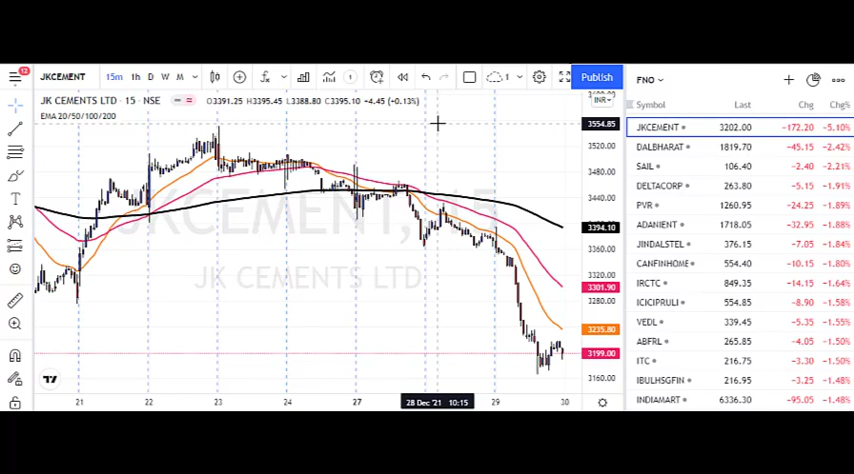 12
JKCEMENT 15m 1h D W M fx 1 1 Publish
JK CEMENTS LTD · 15 · NSE O3391.25 H3395.45 L3388.80 C3395.10 +4.45 (+0.13%)
EMA 20/50/100/200
INR
3554.85
3520.00
3480.00
3440.00
3394.10
3360.00
3320.00
3301.90
3280.00
3235.80
3199.00
3160.00
JK CEMENTS LTD
21 22 23 24 27 28 Dec '21 10:15 29 30
FNO
Symbol Last Chg Chg%
JKCEMENT 3202.00 -172.20 -5.10%
DALBHARAT 1819.70 -45.15 -2.42%
SAIL 106.40 -2.40 -2.21%
DELTACORP 263.80 -5.15 -1.91%
PVR 1260.95 -24.25 -1.89%
ADANIENT 1718.05 -32.95 -1.88%
JINDALSTEL 376.15 -7.05 -1.84%
CANFINHOME 554.40 -10.15 -1.80%
IRCTC 849.35 -14.15 -1.64%
ICICIPRULI 554.85 -8.90 -1.58%
VEDL 339.45 -5.35 -1.55%
ABFRL 265.85 -4.05 -1.50%
ITC 216.75 -3.30 -1.50%
IBULHSGFIN 216.95 -3.25 -1.48%
INDIAMART 6336.30 -95.05 -1.48%